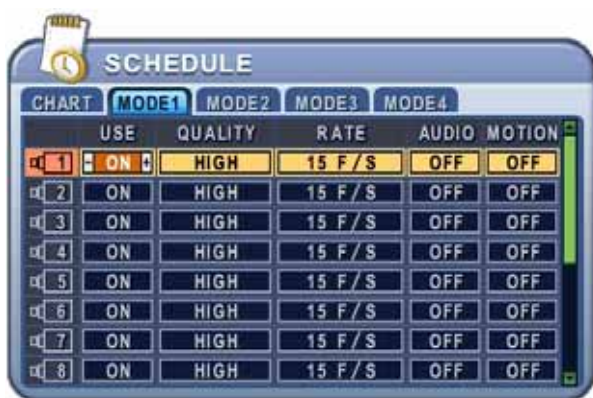 SCHEDULE
CHART MODE1 MODE2 MODE3 MODE4
USE QUALITY RATE AUDIO MOTION
1 - ON + HIGH 15 F/S OFF OFF
2 ON HIGH 15 F/S OFF OFF
3 ON HIGH 15 F/S OFF OFF
4 ON HIGH 15 F/S OFF OFF
5 ON HIGH 15 F/S OFF OFF
6 ON HIGH 15 F/S OFF OFF
7 ON HIGH 15 F/S OFF OFF
8 ON HIGH 15 F/S OFF OFF